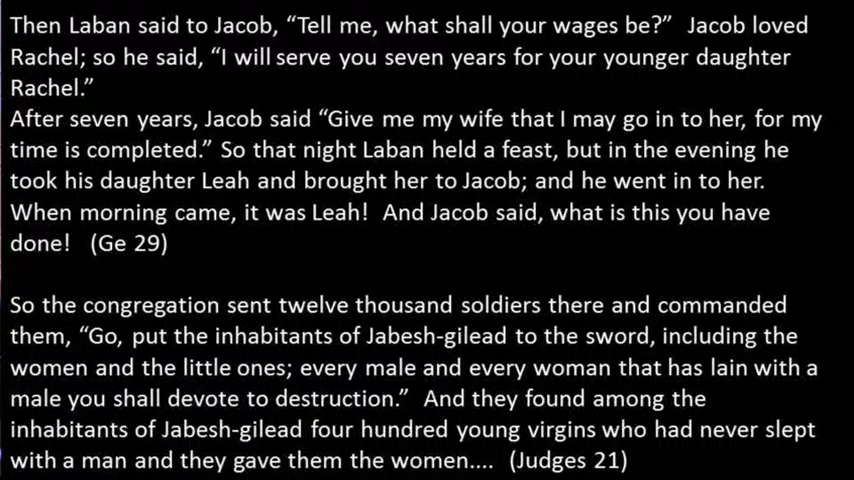 Then Laban said to Jacob, “Tell me, what shall your wages be?”  Jacob loved
Rachel; so he said, “I will serve you seven years for your younger daughter
Rachel.”
After seven years, Jacob said “Give me my wife that I may go in to her, for my
time is completed.” So that night Laban held a feast, but in the evening he
took his daughter Leah and brought her to Jacob; and he went in to her.
When morning came, it was Leah!  And Jacob said, what is this you have
done!   (Ge 29)
So the congregation sent twelve thousand soldiers there and commanded
them, “Go, put the inhabitants of Jabesh-gilead to the sword, including the
women and the little ones; every male and every woman that has lain with a
male you shall devote to destruction.”  And they found among the
inhabitants of Jabesh-gilead four hundred young virgins who had never slept
with a man and they gave them the women....  (Judges 21)